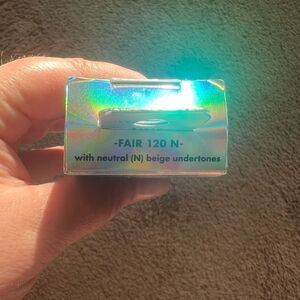 -FAIR 120 N-
with neutral (N) beige undertones